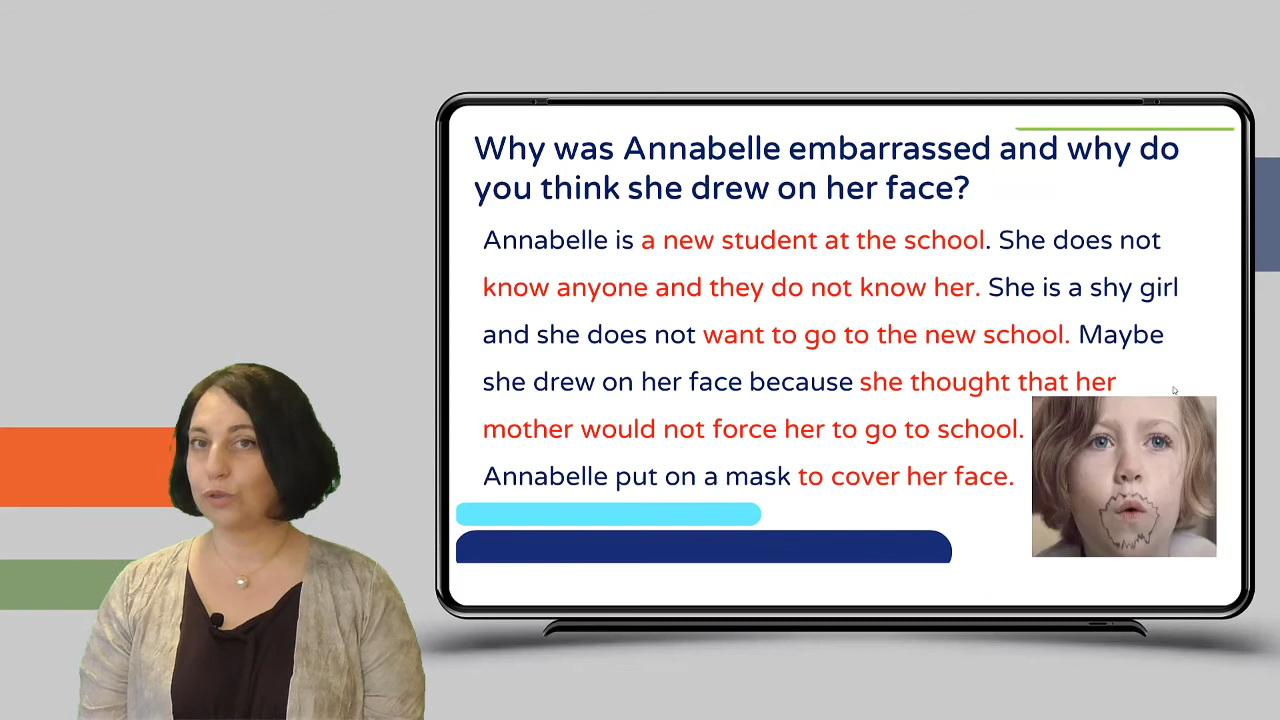 Why was Annabelle embarrassed and why do
you think she drew on her face?
Annabelle is a new student at the school. She does not
know anyone and they do not know her. She is a shy girl
and she does not want to go to the new school. Maybe
she drew on her face because she thought that her
mother would not force her to go to school.
Annabelle put on a mask to cover her face.